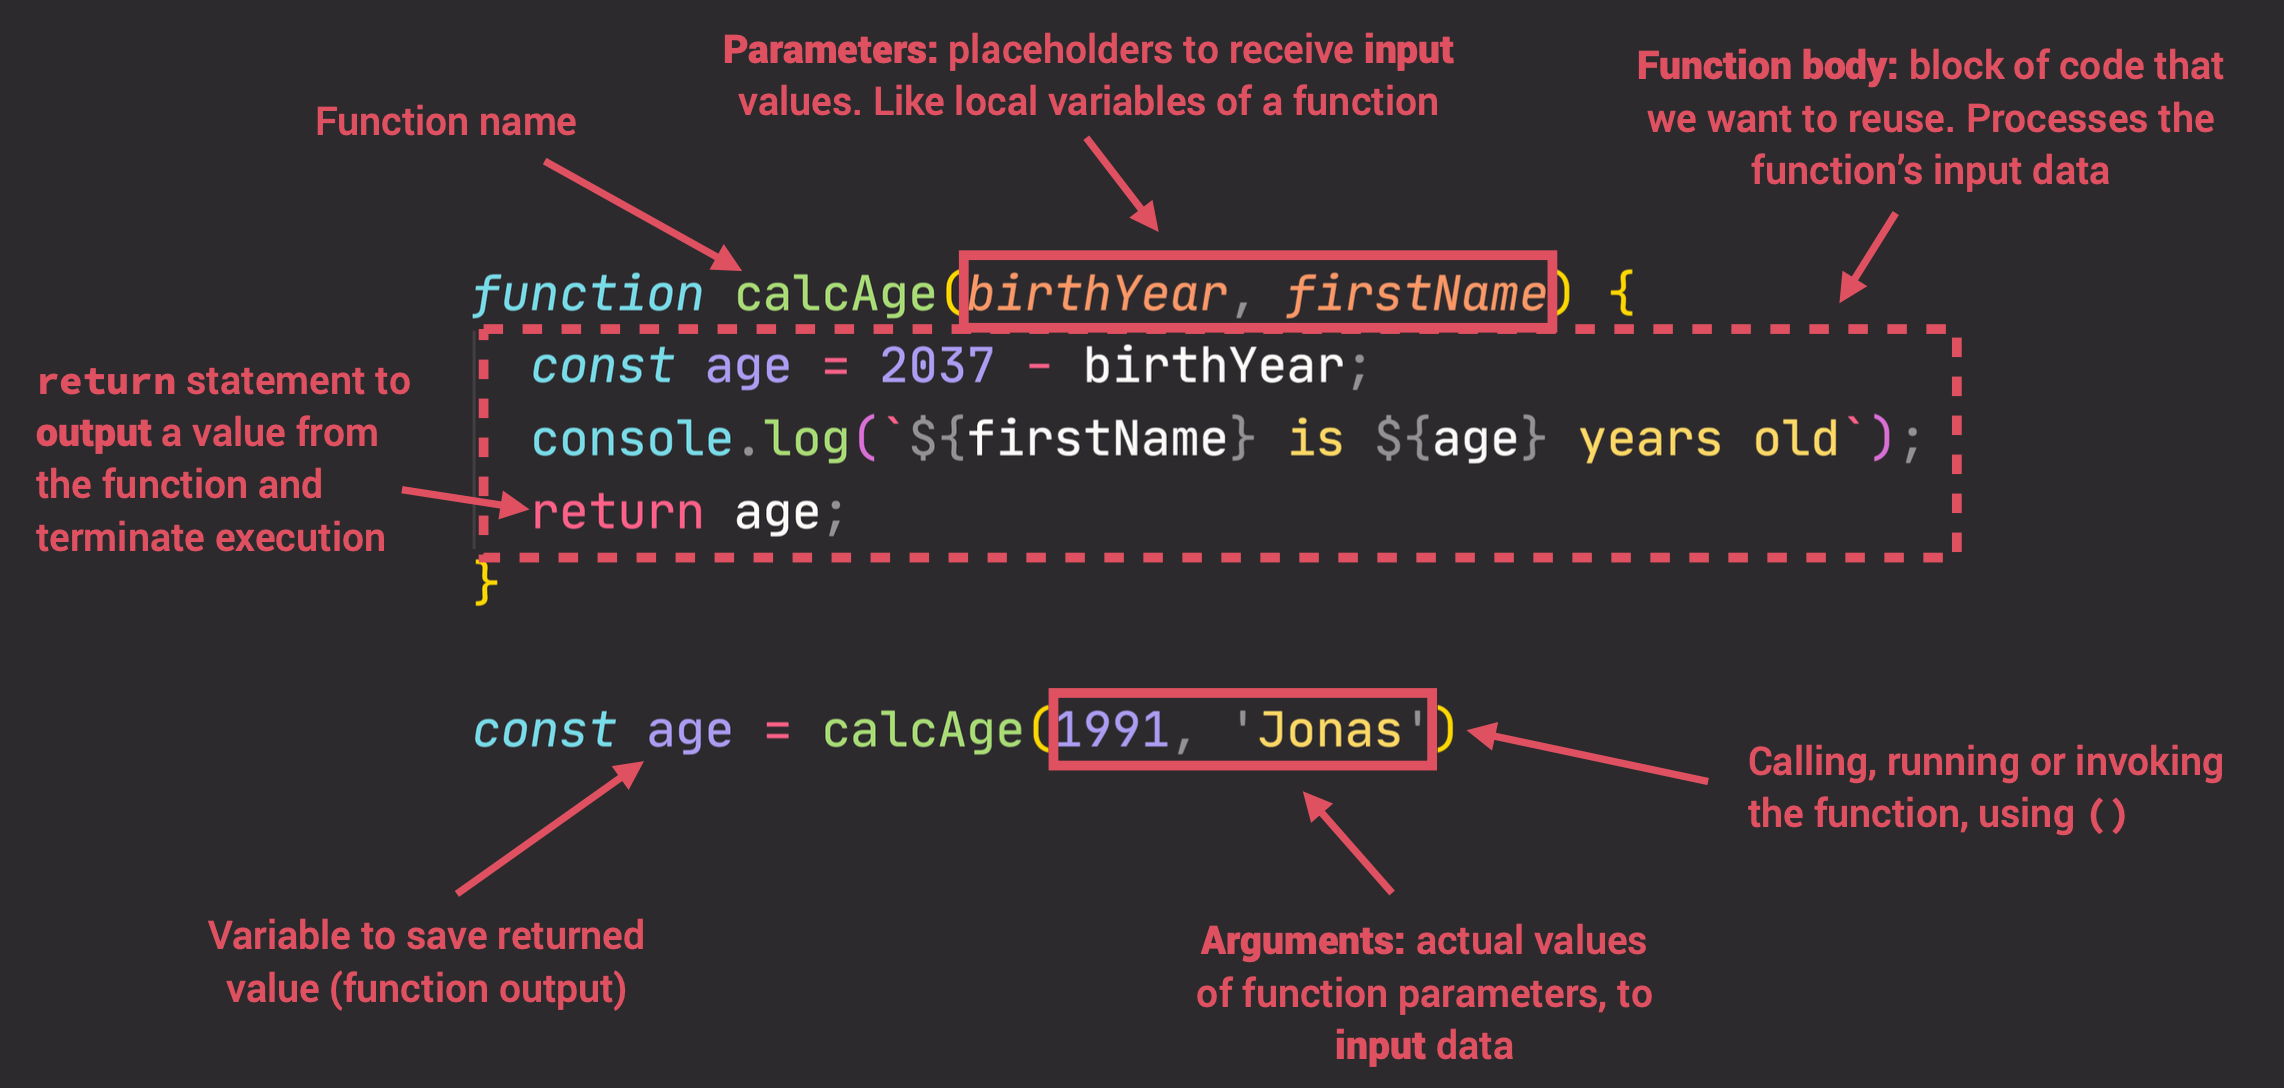 Parameters: placeholders to receive input
values. Like local variables of a function
Function body: block of code that
we want to reuse. Processes the
function’s input data
Function name
function calcAge(birthYear, firstName) {
const age = 2037 - birthYear;
console.log(`${firstName} is ${age} years old`);
return age;
}
return statement to
output a value from
the function and
terminate execution
const age = calcAge(1991, 'Jonas')
Calling, running or invoking
the function, using ()
Variable to save returned
value (function output)
Arguments: actual values
of function parameters, to
input data